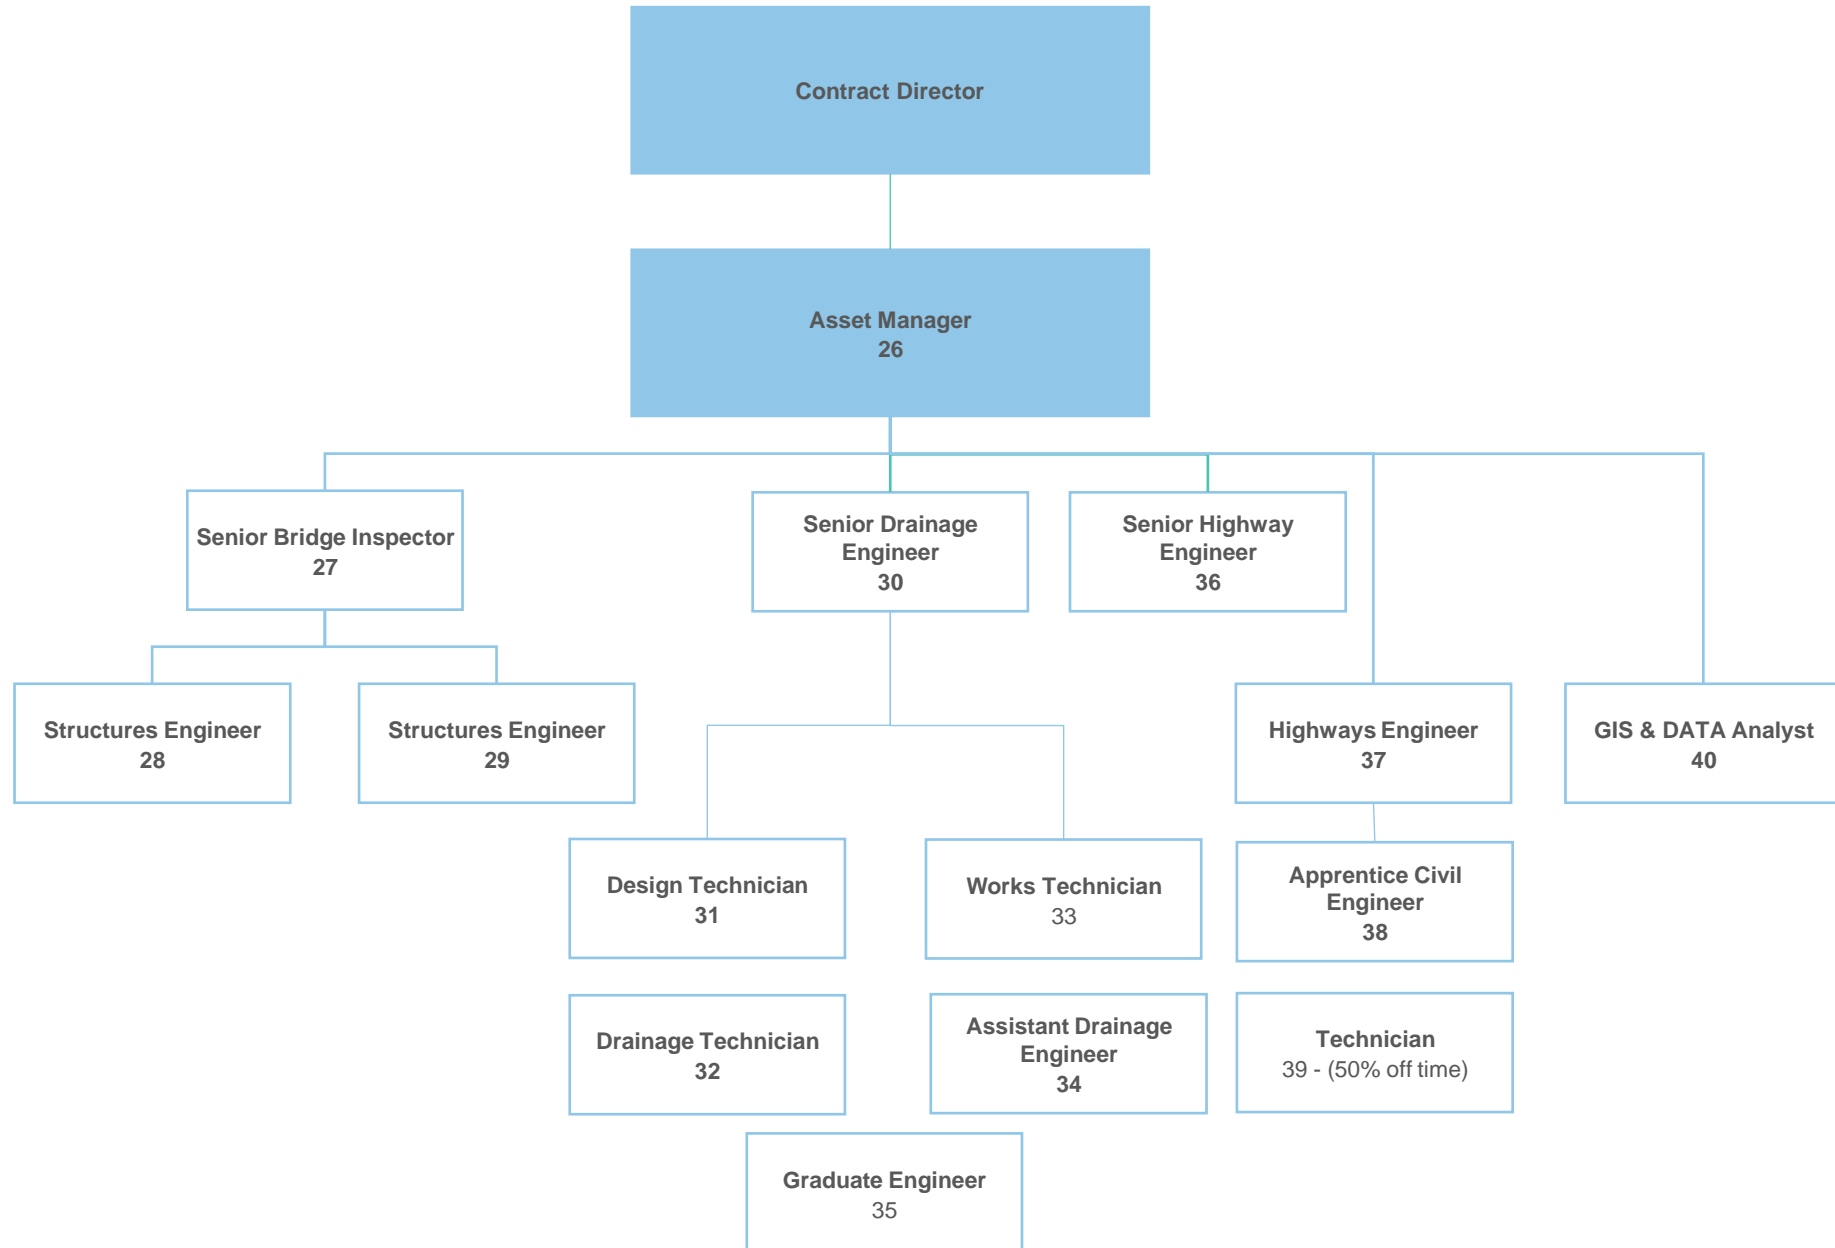 Contract Director
Asset Manager
26
Senior Bridge Inspector
27
Senior Drainage
Engineer
30
Senior Highway
Engineer
36
Structures Engineer
28
Structures Engineer
29
Highways Engineer
37
GIS & DATA Analyst
40
Design Technician
31
Works Technician
33
Apprentice Civil
Engineer
38
Drainage Technician
32
Assistant Drainage
Engineer
34
Technician
39 - (50% off time)
Graduate Engineer
35